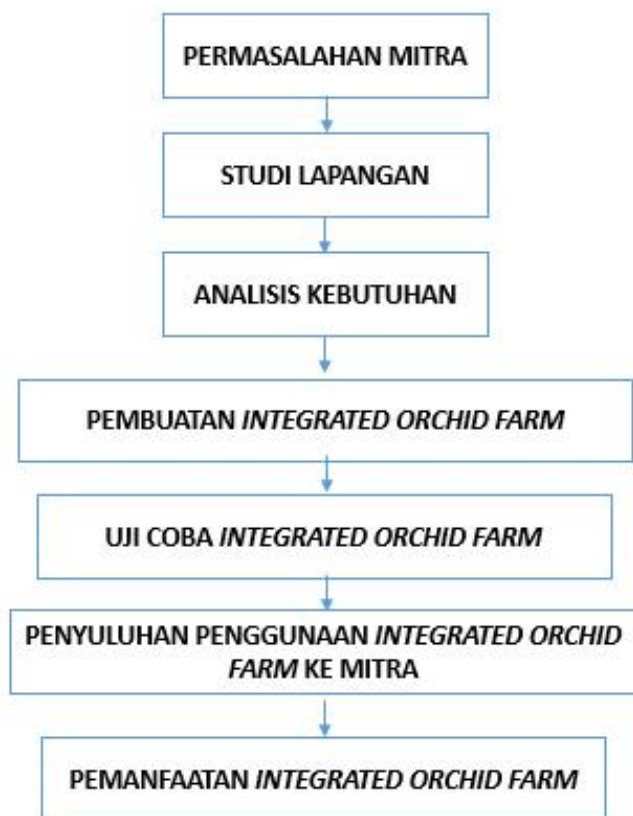 PERMASALAHAN MITRA
STUDI LAPANGAN
ANALISIS KEBUTUHAN
PEMBUATAN INTEGRATED ORCHID FARM
UJI COBA INTEGRATED ORCHID FARM
PENYULUHAN PENGGUNAAN INTEGRATED ORCHID
FARM KE MITRA
PEMANFAATAN INTEGRATED ORCHID FARM